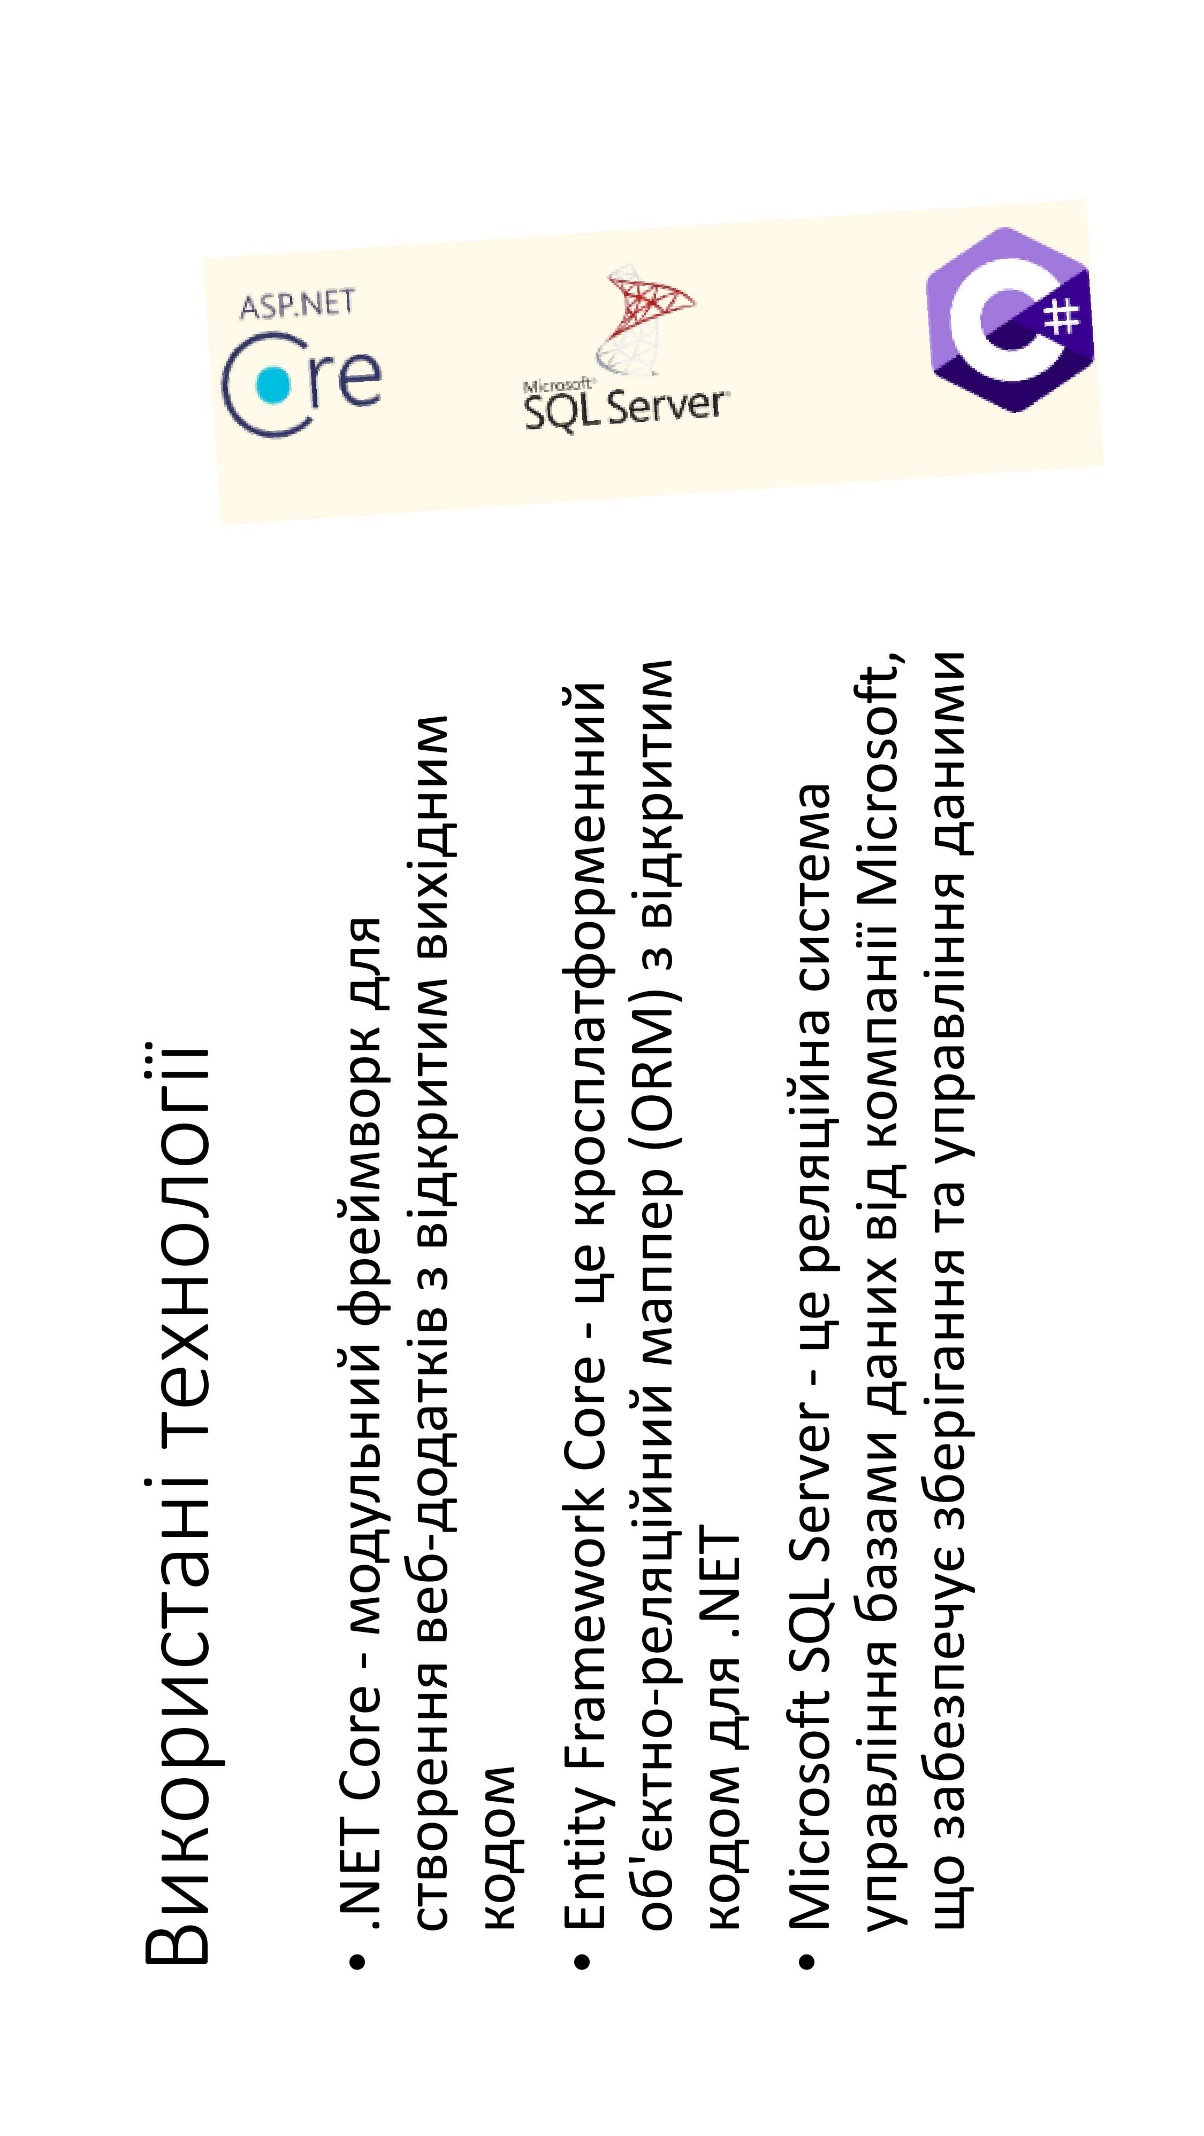 Використані технології
• .NET Core - модульний фреймворк для
створення веб-додатків з відкритим вихідним
кодом
• Entity Framework Core - це кросплатформенний
об'єктно-реляційний маппер (ORM) з відкритим
кодом для .NET
• Microsoft SQL Server - це реляційна система
управління базами даних від компанії Microsoft,
що забезпечує зберігання та управління даними
ASP.NET
Core
Microsoft®
SQL Server®
C#